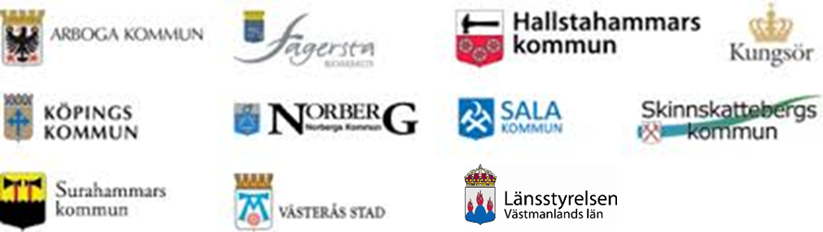 ARBOGA KOMMUN
Fagersta
Hallstahammars
kommun
Kungsör
KÖPINGS
KOMMUN
NORBERG
Norbergs Kommun
SALA
KOMMUN
Skinnskattebergs
kommun
Surahammars
kommun
VÄSTERÅS STAD
Länsstyrelsen
Västmanlands län